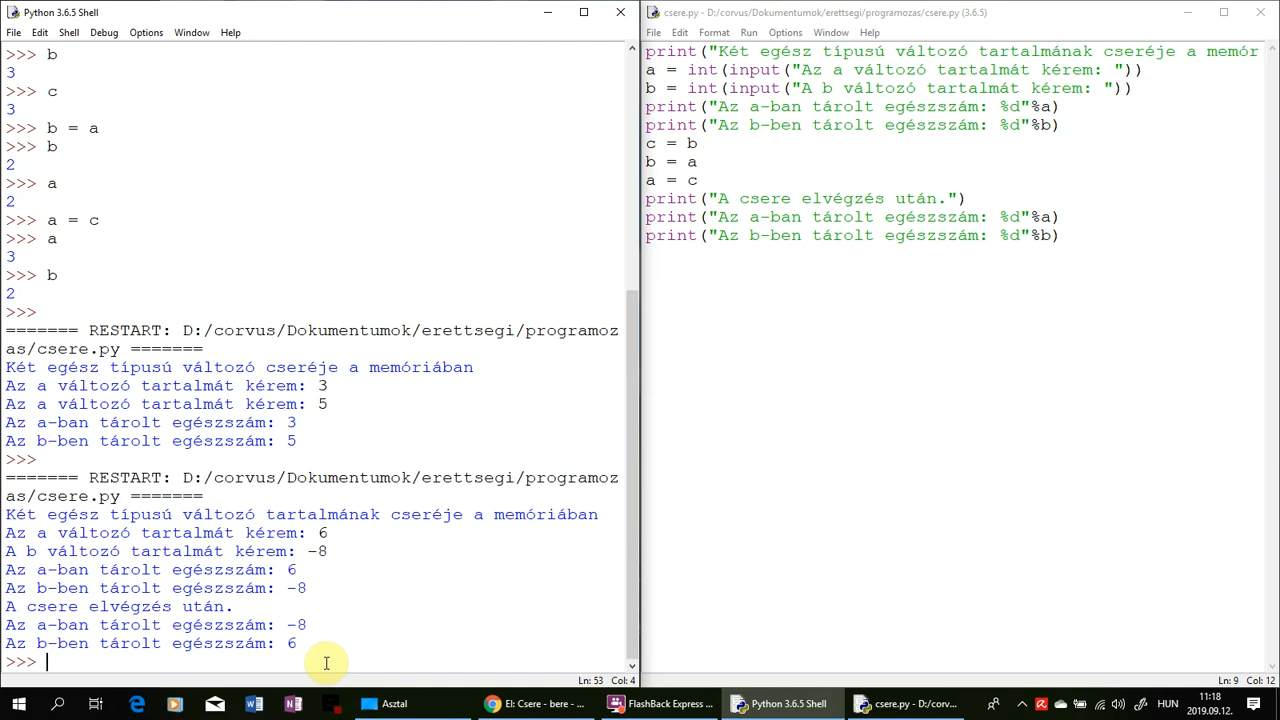 Python 3.6.5 Shell
File Edit Shell Debug Options Window Help
>>> b
3
>>> c
3
>>> b = a
>>> b
2
>>> a
2
>>> a = c
>>> a
3
>>> b
2
>>>
======= RESTART: D:/corvus/Dokumentumok/erettsegi/programoz
as/csere.py =======
Két egész típusú változó cseréje a memóriában
Az a változó tartalmát kérem: 3
Az a változó tartalmát kérem: 5
Az a-ban tárolt egészszám: 3
Az b-ben tárolt egészszám: 5
>>>
======= RESTART: D:/corvus/Dokumentumok/erettsegi/programoz
as/csere.py =======
Két egész típusú változó tartalmának cseréje a memóriában
Az a változó tartalmát kérem: 6
A b változó tartalmát kérem: -8
Az a-ban tárolt egészszám: 6
Az b-ben tárolt egészszám: -8
A csere elvégzés után.
Az a-ban tárolt egészszám: -8
Az b-ben tárolt egészszám: 6
>>>
Ln: 53 Col: 4
csere.py - D:/corvus/Dokumentumok/erettsegi/programozas/csere.py (3.6.5)
File Edit Format Run Options Window Help
print("Két egész típusú változó tartalmának cseréje a memór
a = int(input("Az a változó tartalmát kérem: "))
b = int(input("A b változó tartalmát kérem: "))
print("Az a-ban tárolt egészszám: %d"%a)
print("Az b-ben tárolt egészszám: %d"%b)
c = b
b = a
a = c
print("A csere elvégzés után.")
print("Az a-ban tárolt egészszám: %d"%a)
print("Az b-ben tárolt egészszám: %d"%b)
Ln: 9 Col: 12
Asztal
El: Csere - bere - ...
FlashBack Express ...
Python 3.6.5 Shell
csere.py - D:/corv...
HUN
11:18
2019.09.12.